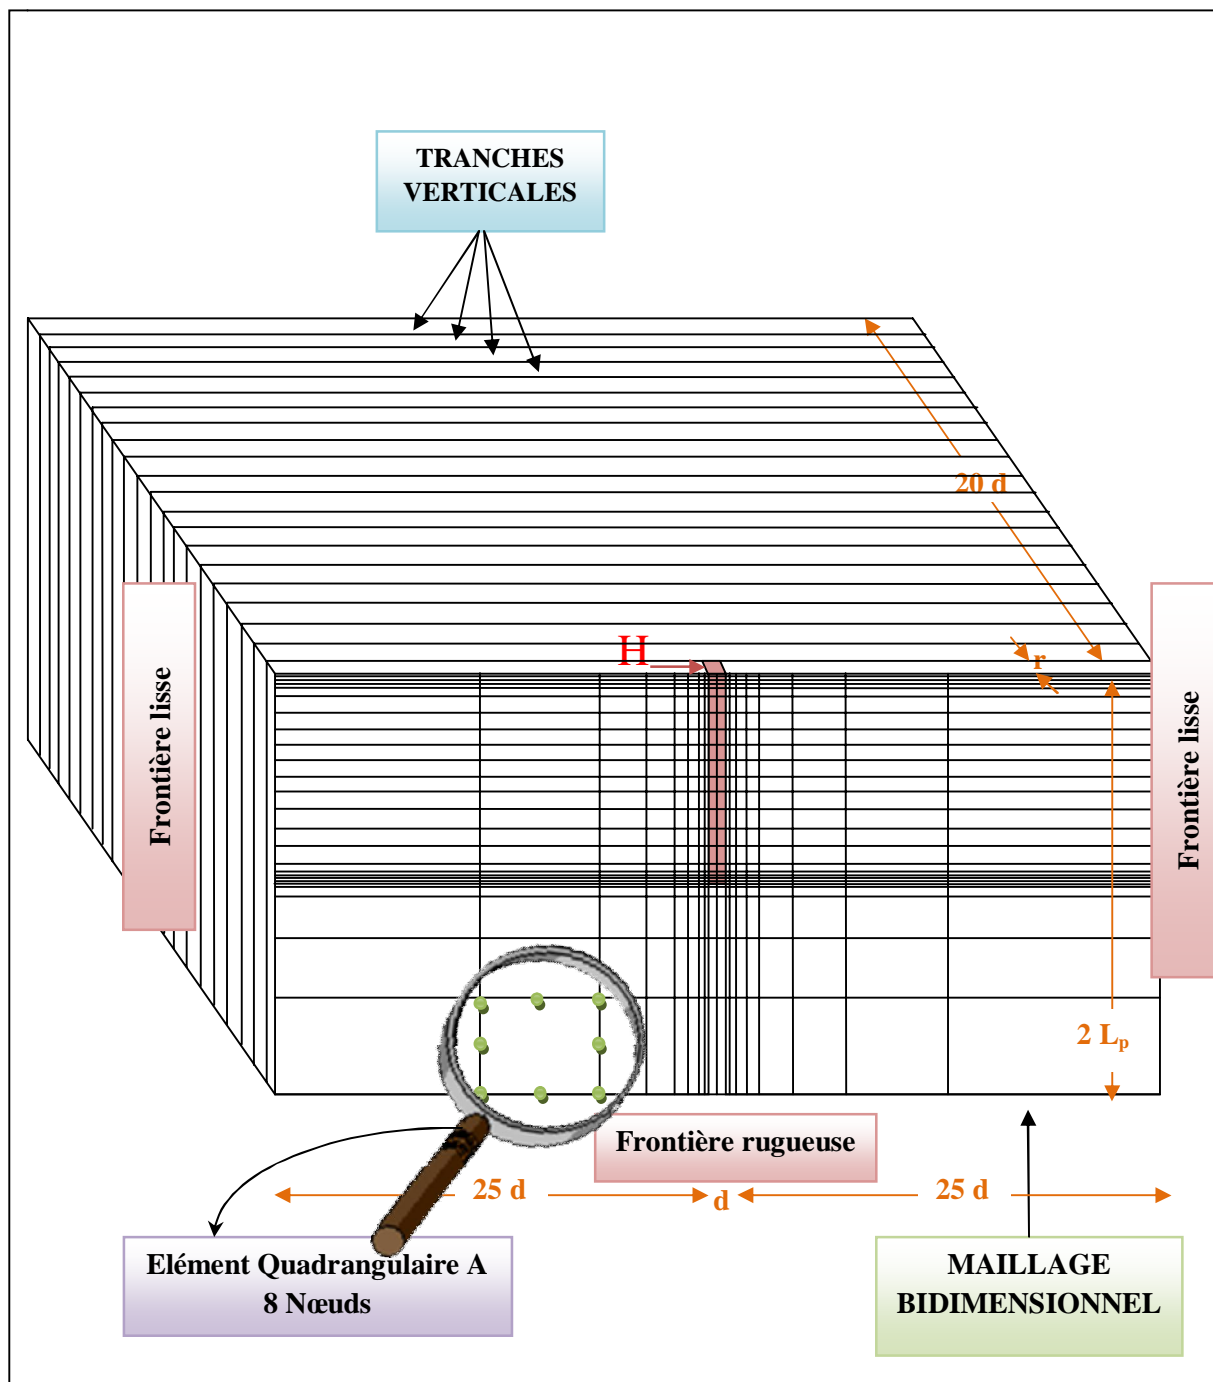 TRANCHES
VERTICALES
20 d
H
r
Frontière lisse
Frontière lisse
2 Lp
Frontière rugueuse
25 d
d
25 d
Elément Quadrangulaire A
8 Nœuds
MAILLAGE
BIDIMENSIONNEL